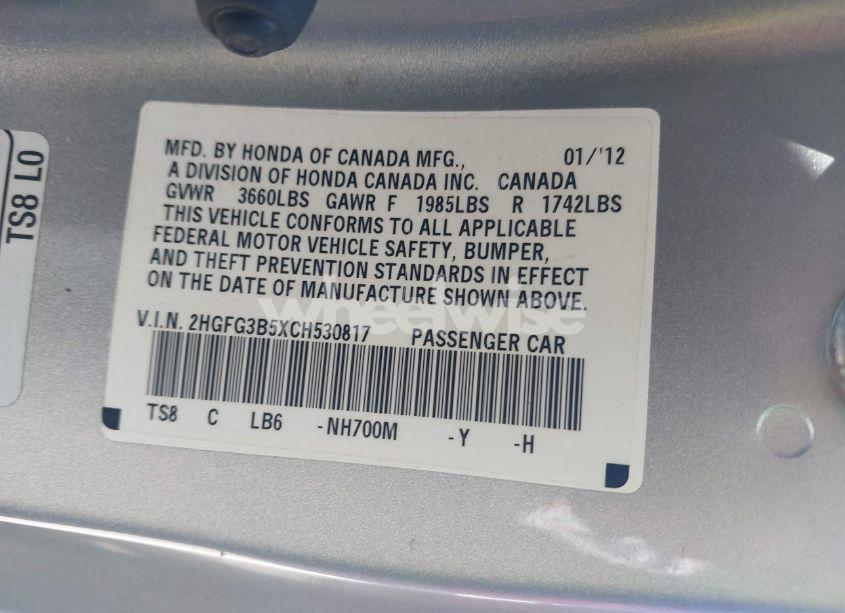 MFD. BY HONDA OF CANADA MFG., 01/'12
A DIVISION OF HONDA CANADA INC. CANADA
GVWR 3660LBS GAWR F 1985LBS R 1742LBS
THIS VEHICLE CONFORMS TO ALL APPLICABLE
FEDERAL MOTOR VEHICLE SAFETY, BUMPER,
AND THEFT PREVENTION STANDARDS IN EFFECT
ON THE DATE OF MANUFACTURE SHOWN ABOVE.
V.I.N. 2HGFG3B5XCH530817 PASSENGER CAR
TS8 C LB6 -NH700M -Y -H
TS8 L0
wheelwise